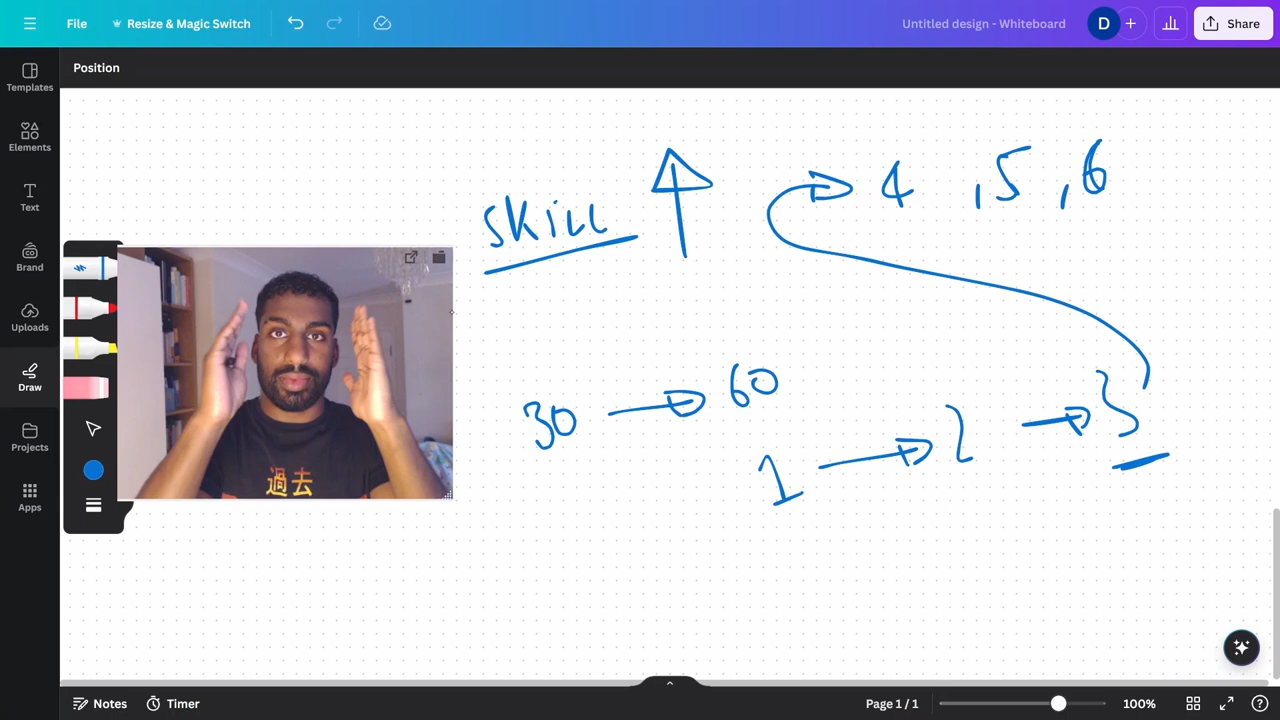 File
Resize & Magic Switch
Untitled design - Whiteboard
D
+
Share
Position
Templates
Elements
Text
Brand
Uploads
Draw
Projects
Apps
skill
4 , 5 , 6
30 → 60
1 → 2 → 3
過去
Notes
Timer
Page 1 / 1
100%